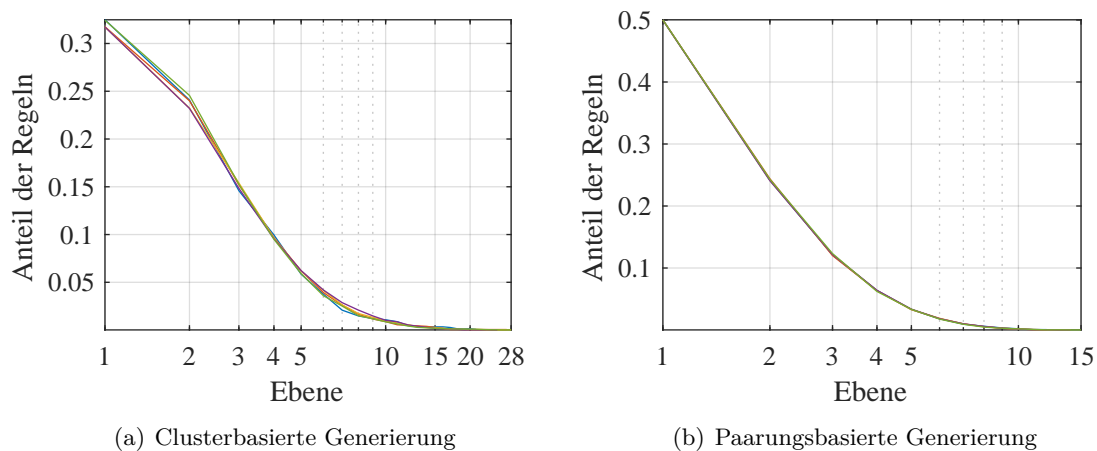 0.3
0.25
0.2
0.15
0.1
0.05
Anteil der Regeln
1 2 3 4 5 10 15 20 28
Ebene
(a) Clusterbasierte Generierung
0.5
0.4
0.3
0.2
0.1
Anteil der Regeln
1 2 3 4 5 10 15
Ebene
(b) Paarungsbasierte Generierung